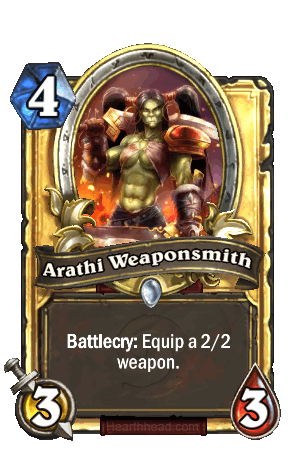 4
Arathi Weaponsmith
Battlecry: Equip a 2/2
weapon.
3
3
Hearthhead.com